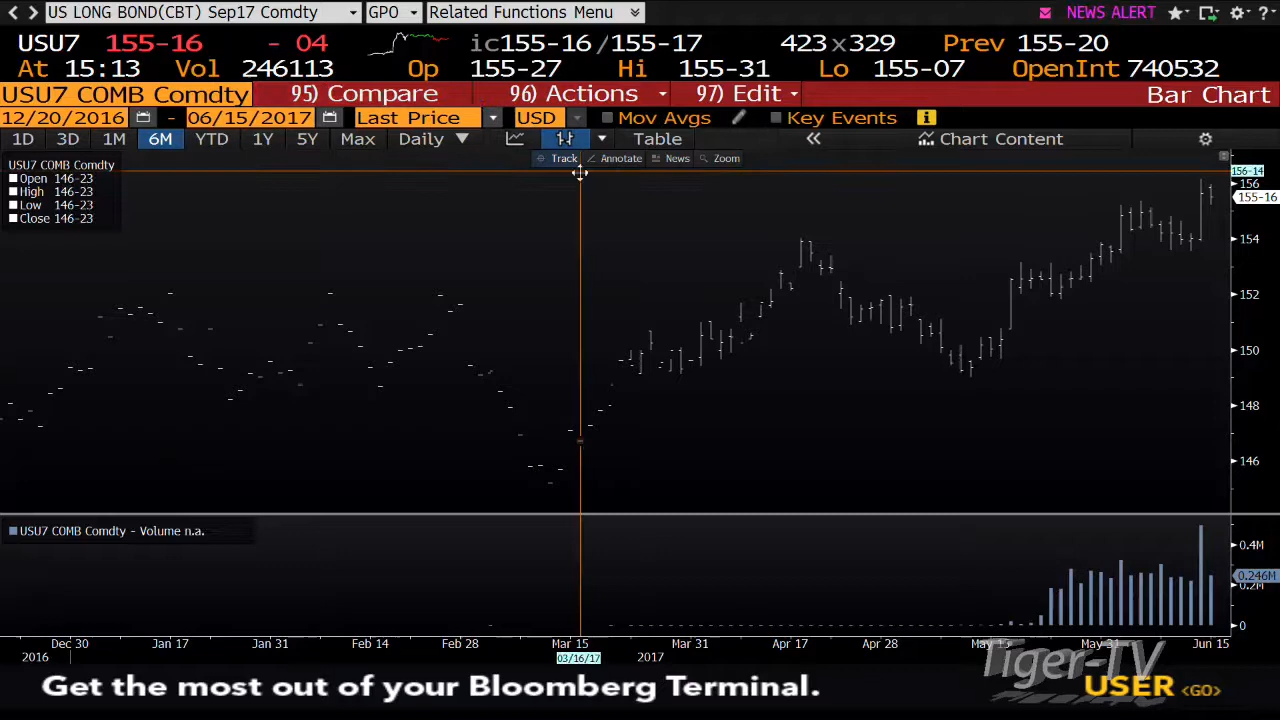 US LONG BOND(CBT) Sep17 Comdty GPO Related Functions Menu NEWS ALERT ?
USU7 155-16 - 04 ic155-16/155-17 423x329 Prev 155-20
At 15:13 Vol 246113 Op 155-27 Hi 155-31 Lo 155-07 OpenInt 740532
USU7 COMB Comdty 95) Compare 96) Actions 97) Edit Bar Chart
12/20/2016 - 06/15/2017 Last Price USD Mov Avgs Key Events i
1D 3D 1M 6M YTD 1Y 5Y Max Daily Table « Chart Content
Track Annotate News Zoom
USU7 COMB Comdty
Open 146-23
High 146-23
Low 146-23
Close 146-23
156-14
156
155-16
154
152
150
148
146
USU7 COMB Comdty - Volume n.a.
0.4M
0.246M
0.2M
0
Dec 30 Jan 17 Jan 31 Feb 14 Feb 28 Mar 15 Mar 31 Apr 17 Apr 28 May 15 May 31 Jun 15
2016 03/16/17 2017
Tiger-TV
Get the most out of your Bloomberg Terminal. USER <GO>